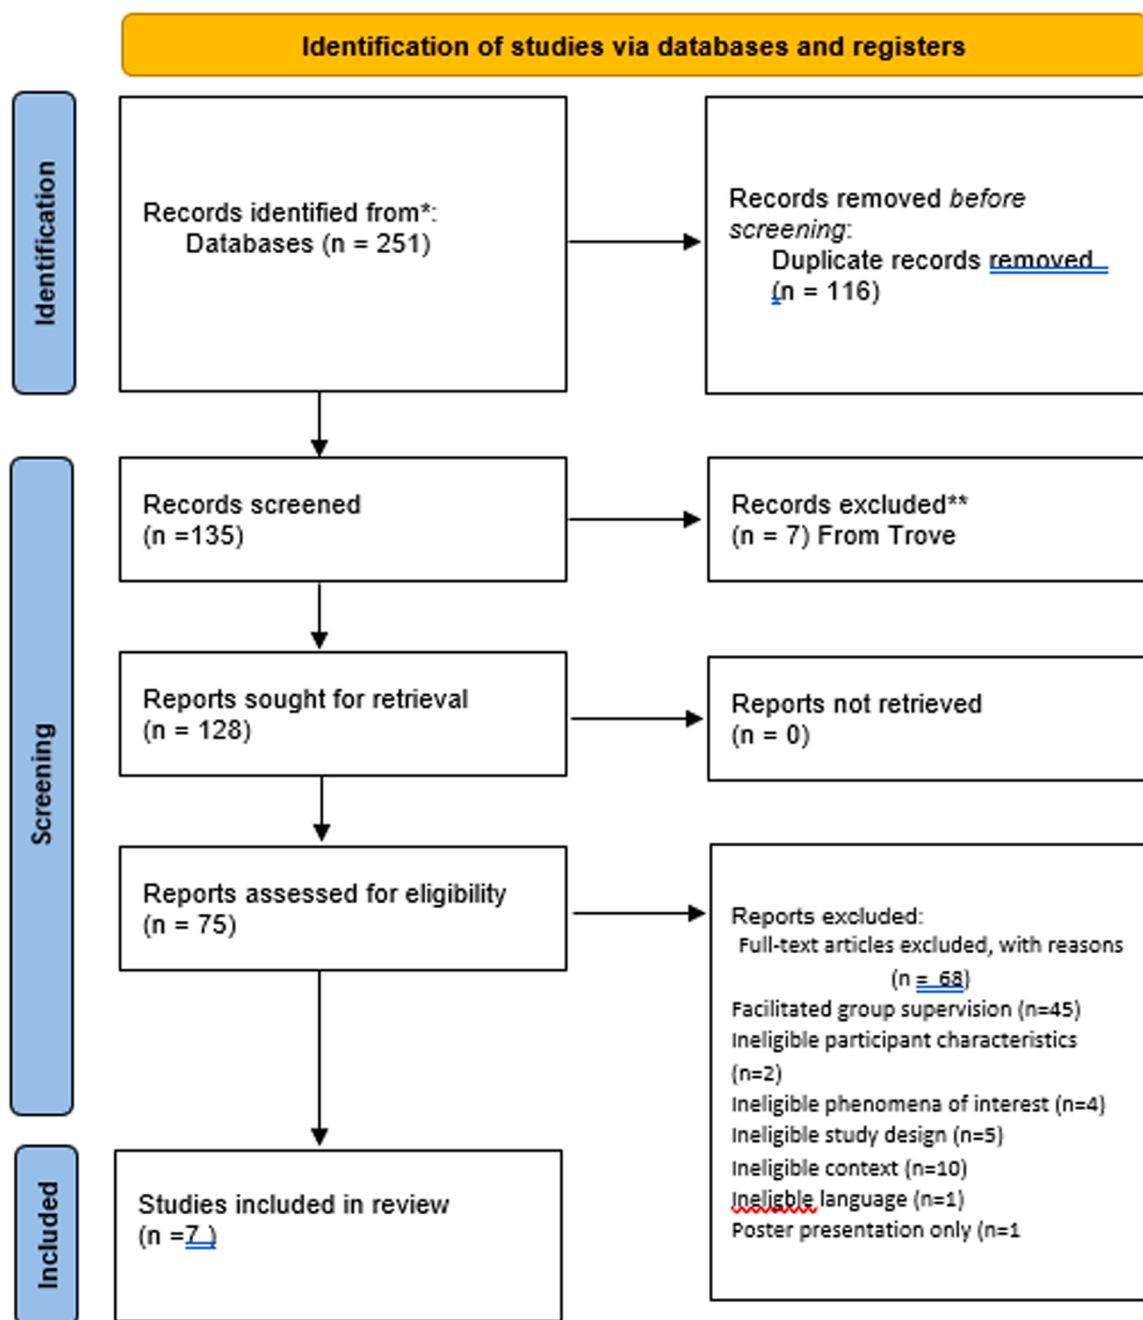 Identification of studies via databases and registers
Identification
Records identified from*:
Databases (n = 251)
Records removed before
screening:
Duplicate records removed
(n = 116)
Screening
Records screened
(n =135)
Records excluded**
(n = 7) From Trove
Reports sought for retrieval
(n = 128)
Reports not retrieved
(n = 0)
Reports assessed for eligibility
(n = 75)
Reports excluded:
Full-text articles excluded, with reasons
(n = 68)
Facilitated group supervision (n=45)
Ineligible participant characteristics
(n=2)
Ineligible phenomena of interest (n=4)
Ineligible study design (n=5)
Ineligible context (n=10)
Ineligble language (n=1)
Poster presentation only (n=1
Included
Studies included in review
(n =7 )